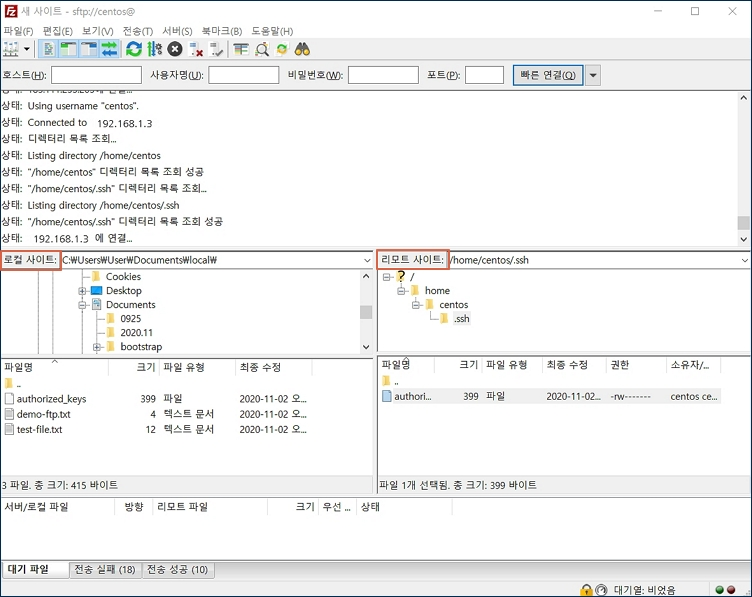 새 사이트 - sftp://centos@
파일(F) 편집(E) 보기(V) 전송(T) 서버(S) 북마크(B) 도움말(H)
호스트(H): 사용자명(U): 비밀번호(W): 포트(P): 빠른 연결(Q)
상태: Using username "centos".
상태: Connected to 192.168.1.3
상태: 디렉터리 목록 조회...
상태: Listing directory /home/centos
상태: "/home/centos" 디렉터리 목록 조회 성공
상태: "/home/centos/.ssh" 디렉터리 목록 조회...
상태: Listing directory /home/centos/.ssh
상태: "/home/centos/.ssh" 디렉터리 목록 조회 성공
상태: 192.168.1.3 에 연결...
로컬 사이트: C:₩Users₩User₩Documents₩local₩
Cookies
Desktop
Documents
0925
2020.11
bootstrap
파일명 크기 파일 유형 최종 수정
..
authorized_keys 399 파일 2020-11-02 오...
demo-ftp.txt 4 텍스트 문서 2020-11-02 오...
test-file.txt 12 텍스트 문서 2020-11-02 오...
3 파일. 총 크기: 415 바이트
리모트 사이트: /home/centos/.ssh
? /
home
centos
.ssh
파일명 크기 파일 유형 최종 수정 권한 소유자/...
..
authori... 399 파일 2020-11-02... -rw------- centos ce...
파일 1개 선택됨. 총 크기: 399 바이트
서버/로컬 파일 방향 리모트 파일 크기 우선 ... 상태
대기 파일 전송 실패 (18) 전송 성공 (10)
대기열: 비었음